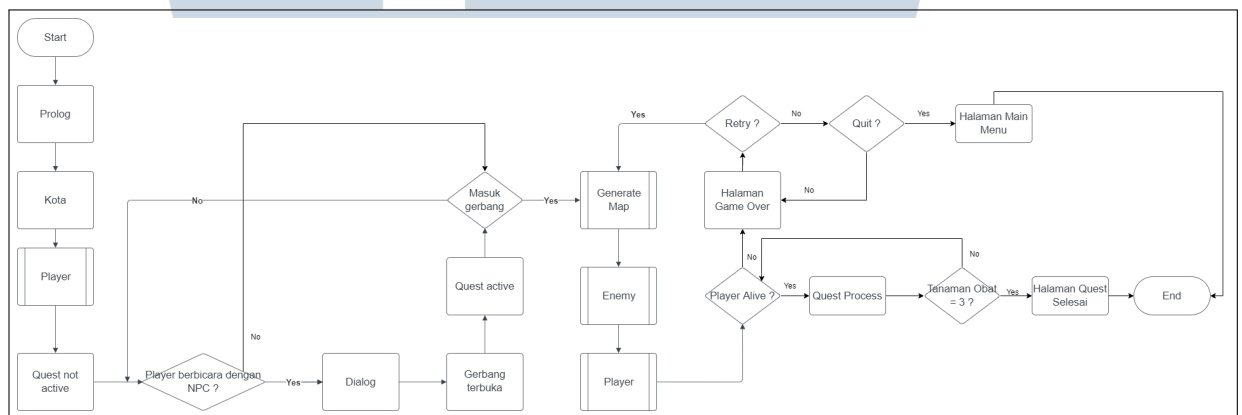 Start
Prolog
Kota
Player
Quest not
active
Player berbicara dengan
NPC ?
No
Yes
Dialog
Gerbang
terbuka
Quest active
Masuk
gerbang
No
Yes
Generate
Map
Enemy
Player
Player Alive ?
No
Yes
Halaman
Game Over
Retry ?
Yes
No
Quit ?
No
Yes
Halaman Main
Menu
Quest Process
Tanaman Obat
= 3 ?
No
Yes
Halaman Quest
Selesai
End